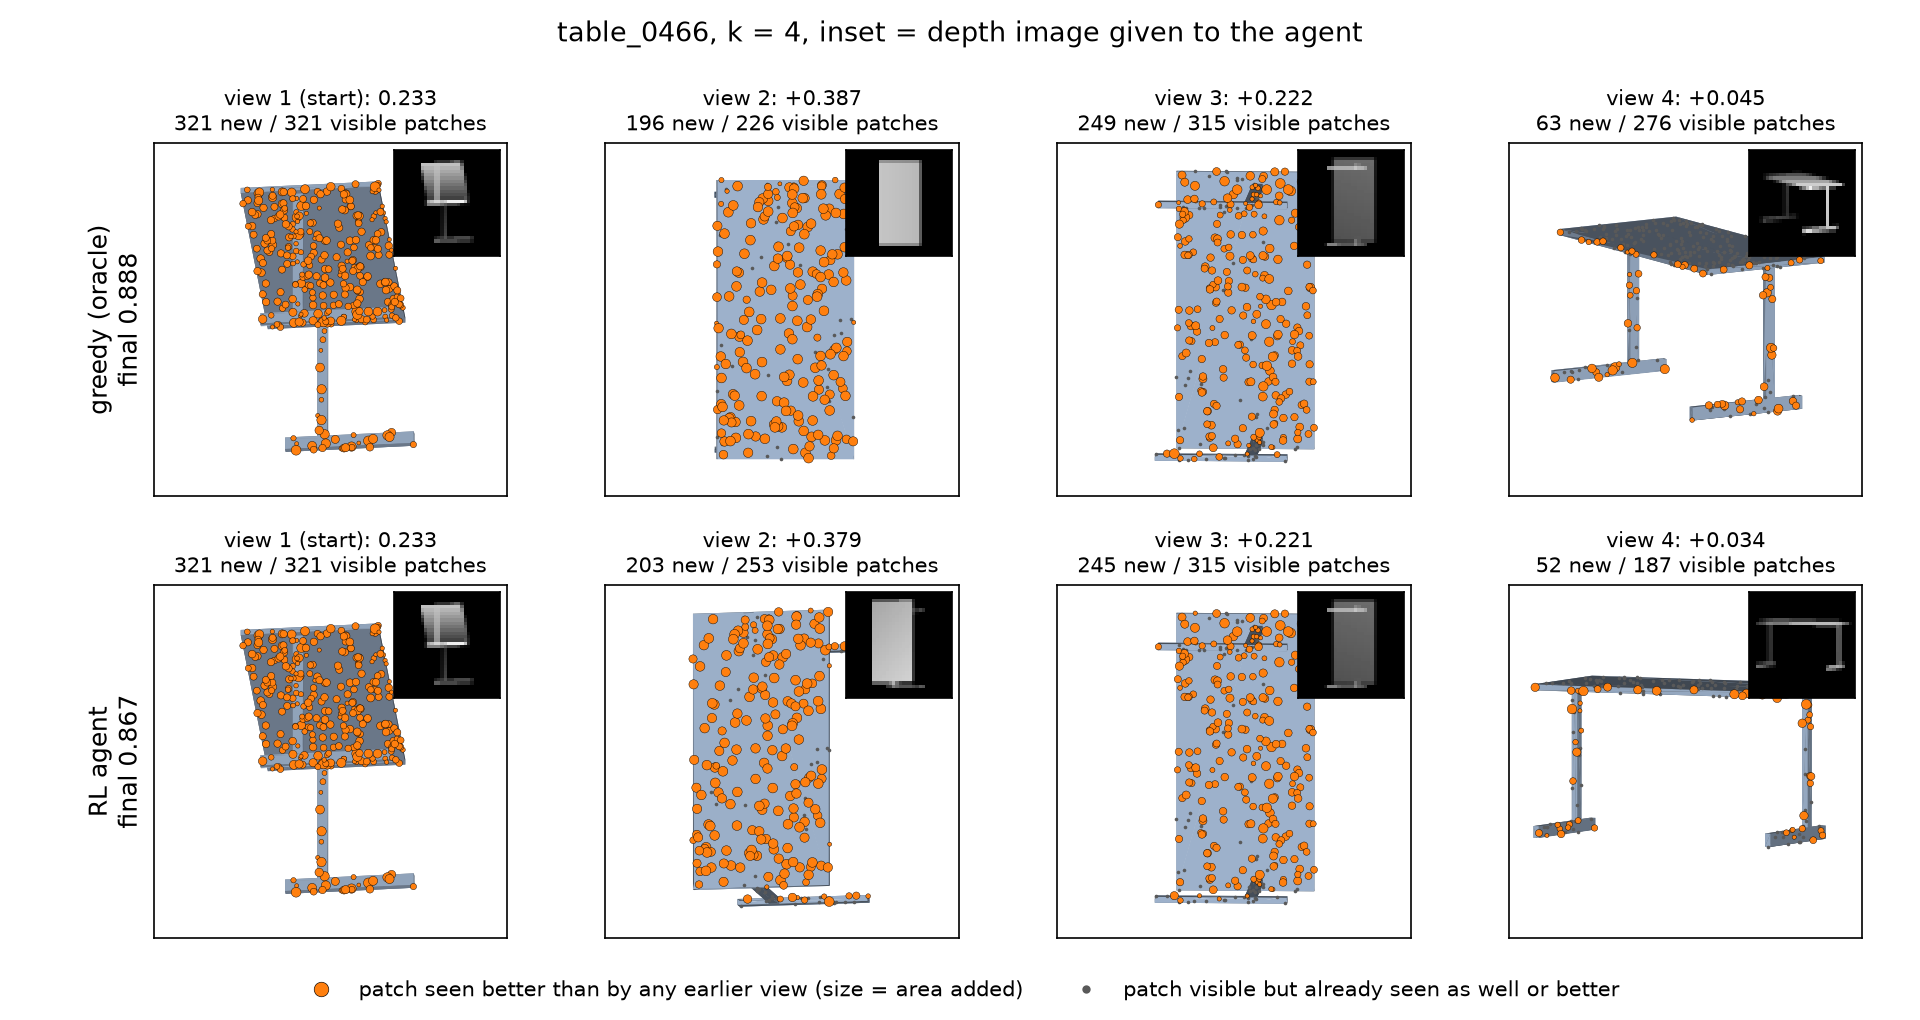 table_0466, k = 4, inset = depth image given to the agent
view 1 (start): 0.233
321 new / 321 visible patches
view 2: +0.387
196 new / 226 visible patches
view 3: +0.222
249 new / 315 visible patches
view 4: +0.045
63 new / 276 visible patches
greedy (oracle)
final 0.888
view 1 (start): 0.233
321 new / 321 visible patches
view 2: +0.379
203 new / 253 visible patches
view 3: +0.221
245 new / 315 visible patches
view 4: +0.034
52 new / 187 visible patches
RL agent
final 0.867
patch seen better than by any earlier view (size = area added)
patch visible but already seen as well or better